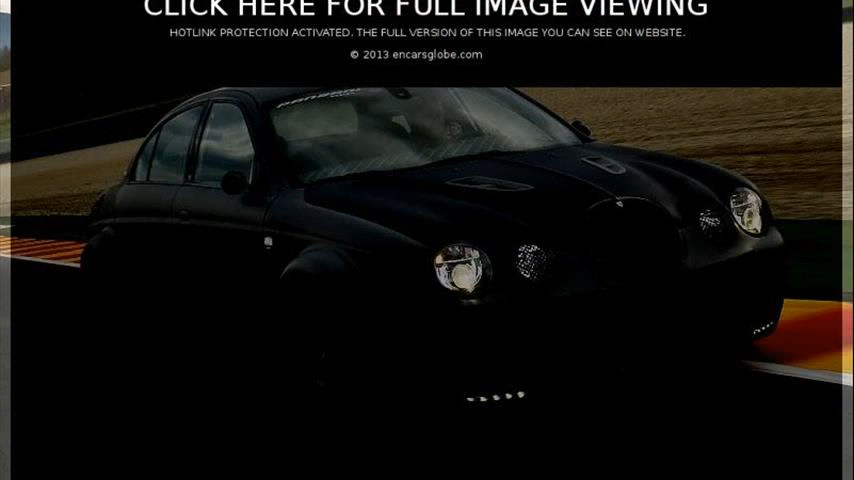 CLICK HERE FOR FULL IMAGE VIEWING
HOTLINK PROTECTION ACTIVATED. THE FULL VERSION OF THIS IMAGE YOU CAN SEE ON WEBSITE.
© 2013 encarsglobe.com